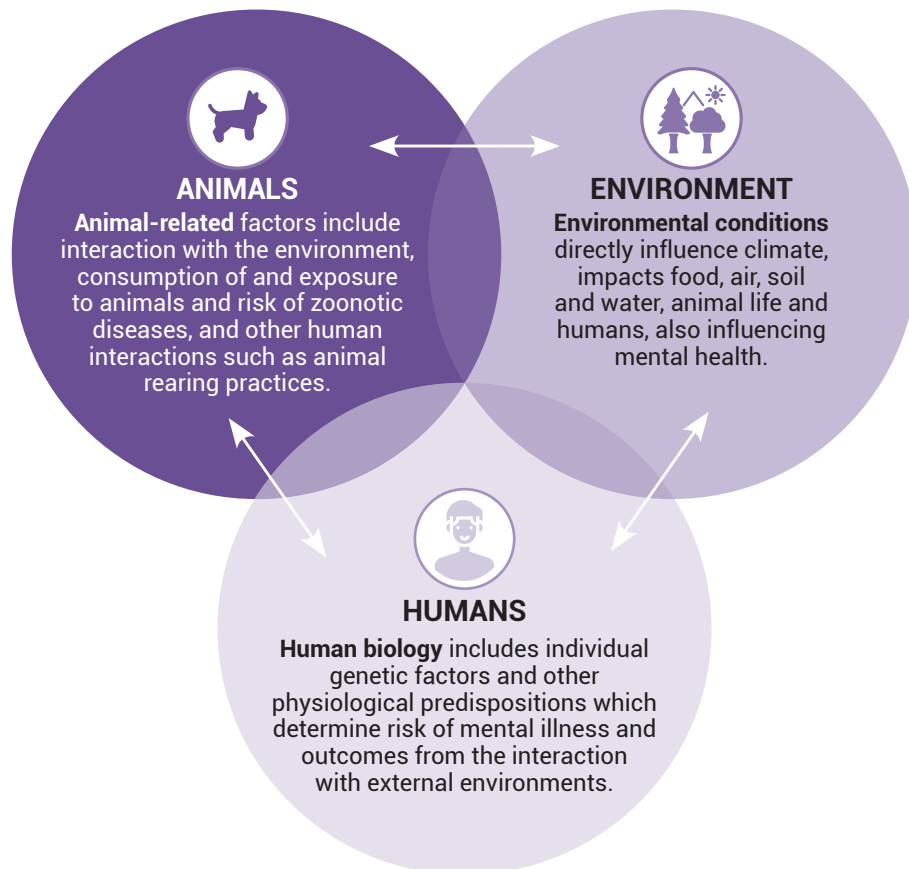 ANIMALS
Animal-related factors include
interaction with the environment,
consumption of and exposure
to animals and risk of zoonotic
diseases, and other human
interactions such as animal
rearing practices.
ENVIRONMENT
Environmental conditions
directly influence climate,
impacts food, air, soil
and water, animal life and
humans, also influencing
mental health.
HUMANS
Human biology includes individual
genetic factors and other
physiological predispositions which
determine risk of mental illness and
outcomes from the interaction
with external environments.